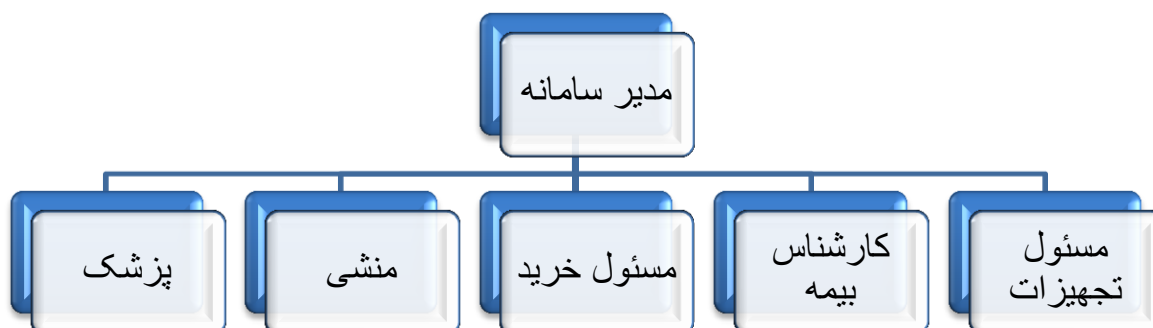 مدیر سامانه
مسئول
تجهیزات
کارشناس
بیمه
مسئول خرید
منشی
پزشک